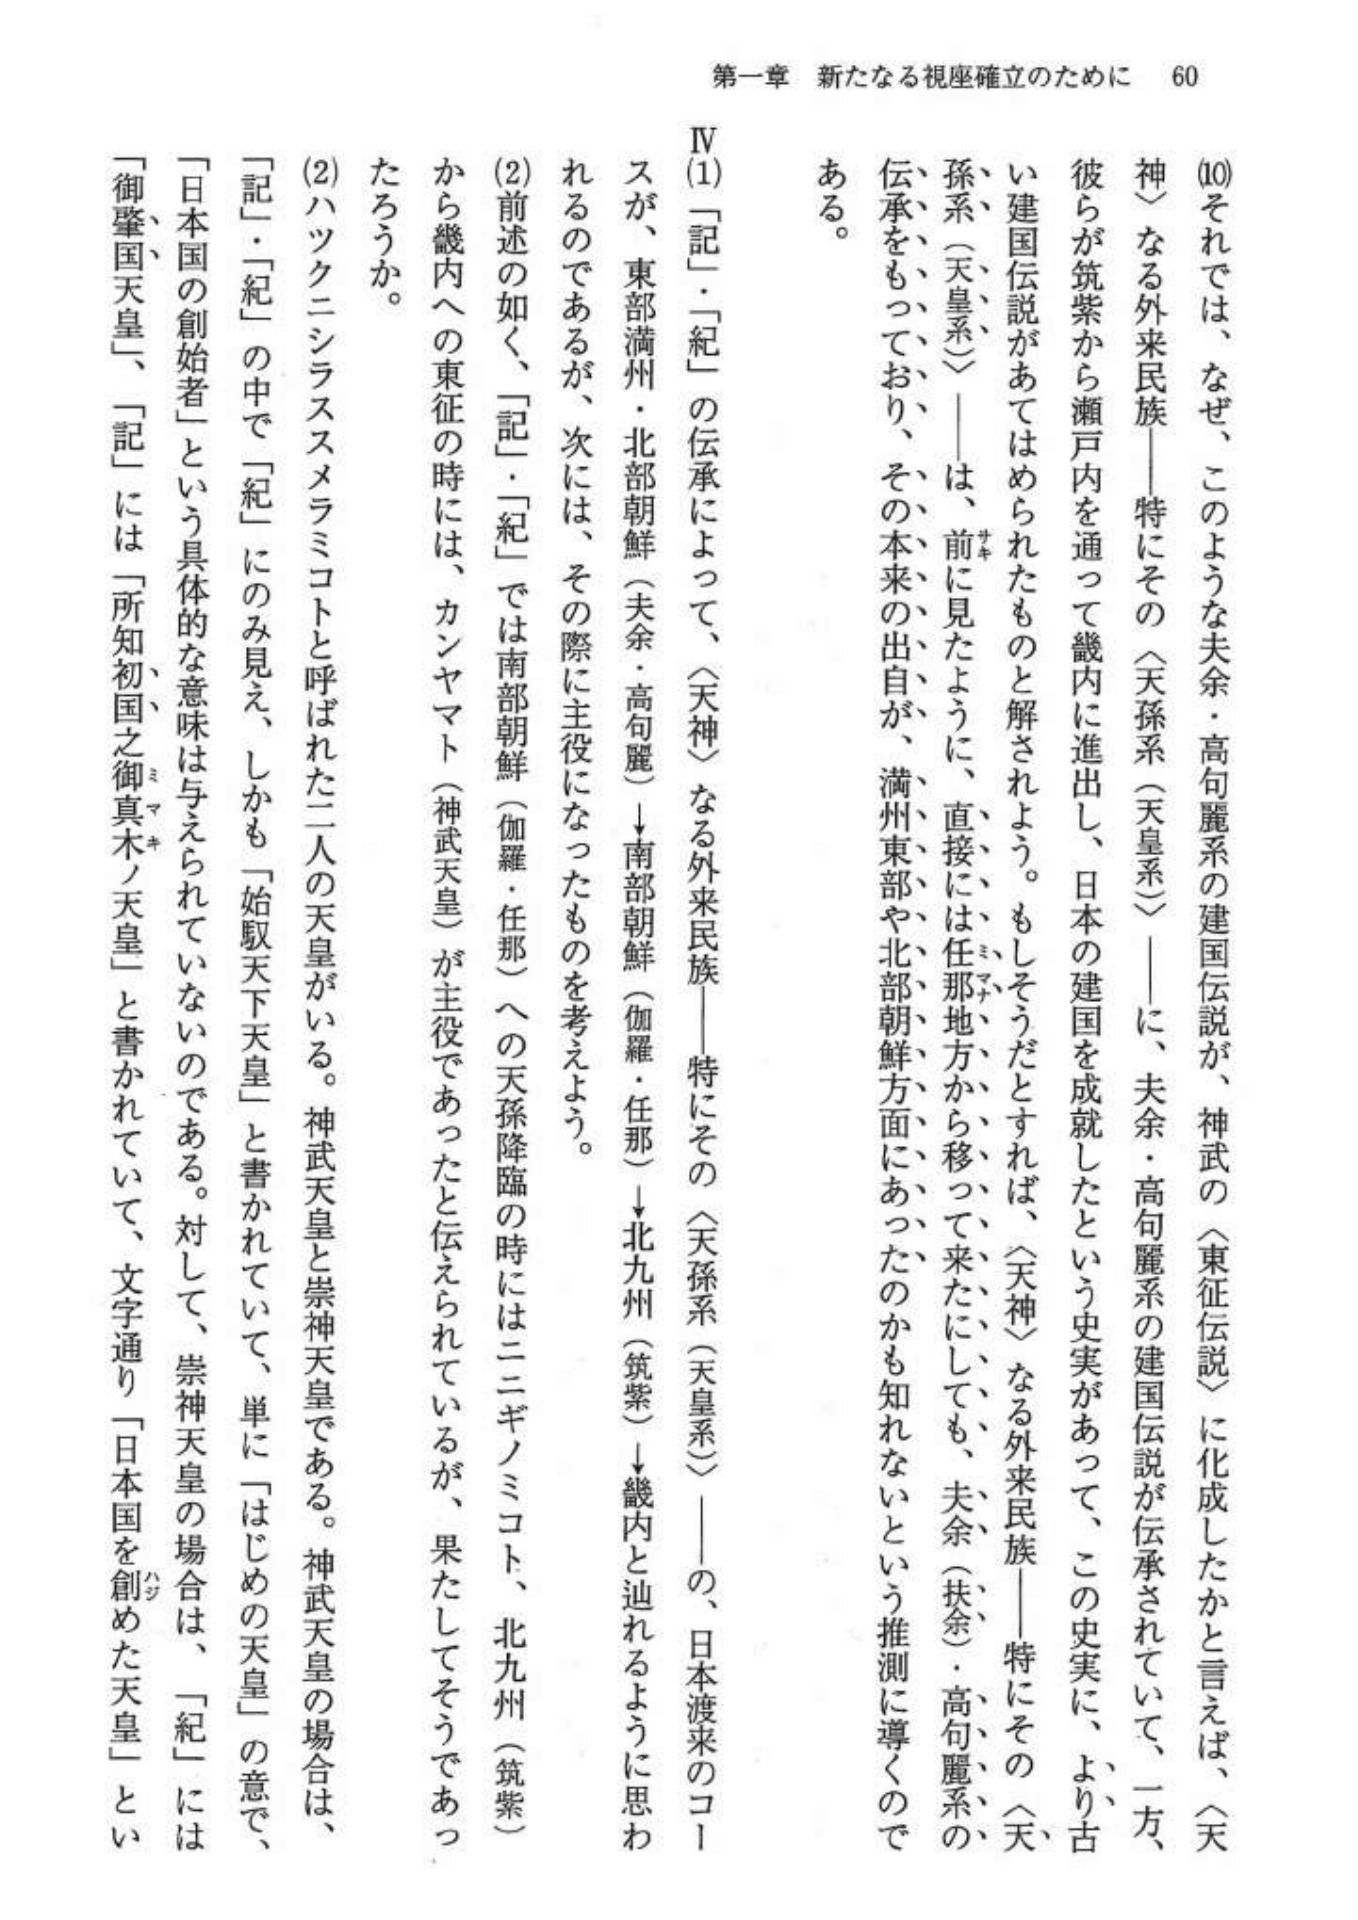 第一章　新たなる視座確立のために　60
⑽それでは、なぜ、このような夫余・高句麗系の建国伝説が、神武の〈東征伝説〉に化成したかと言えば、〈天
神〉なる外来民族――特にその〈天孫系（天皇系）〉――に、夫余・高句麗系の建国伝説が伝承されていて、一方、
彼らが筑紫から瀬戸内を通って畿内に進出し、日本の建国を成就したという史実があって、この史実に、より古
い建国伝説があてはめられたものと解されよう。もしそうだとすれば、〈天神〉なる外来民族――特にその〈天
孫系（天皇系）〉――は、前サキに見たように、直接には任那ミマナ地方から移って来たにしても、夫余（扶余）・高句麗系の
伝承をもっており、その本来の出自が、満州東部や北部朝鮮方面にあったのかも知れないという推測に導くので
ある。
Ⅳ⑴「記」・「紀」の伝承によって、〈天神〉なる外来民族――特にその〈天孫系（天皇系）〉――の、日本渡来のコー
スが、東部満州・北部朝鮮（夫余・高句麗）→南部朝鮮（伽羅・任那）→北九州（筑紫）→畿内と辿れるように思わ
れるのであるが、次には、その際に主役になったものを考えよう。
⑵前述の如く、「記」・「紀」では南部朝鮮（伽羅・任那）への天孫降臨の時にはニニギノミコト、北九州（筑紫）
から畿内への東征の時には、カンヤマト（神武天皇）が主役であったと伝えられているが、果たしてそうであっ
たろうか。
⑵ハツクニシラススメラミコトと呼ばれた二人の天皇がいる。神武天皇と崇神天皇である。神武天皇の場合は、
「記」・「紀」の中で「紀」にのみ見え、しかも「始馭天下天皇」と書かれていて、単に「はじめの天皇」の意で、
「日本国の創始者」という具体的な意味は与えられていないのである。対して、崇神天皇の場合は、「紀」には
「御肇国天皇」、「記」には「所知初国之御真木ミマキノ天皇」と書かれていて、文字通り「日本国を創ハジめた天皇」とい